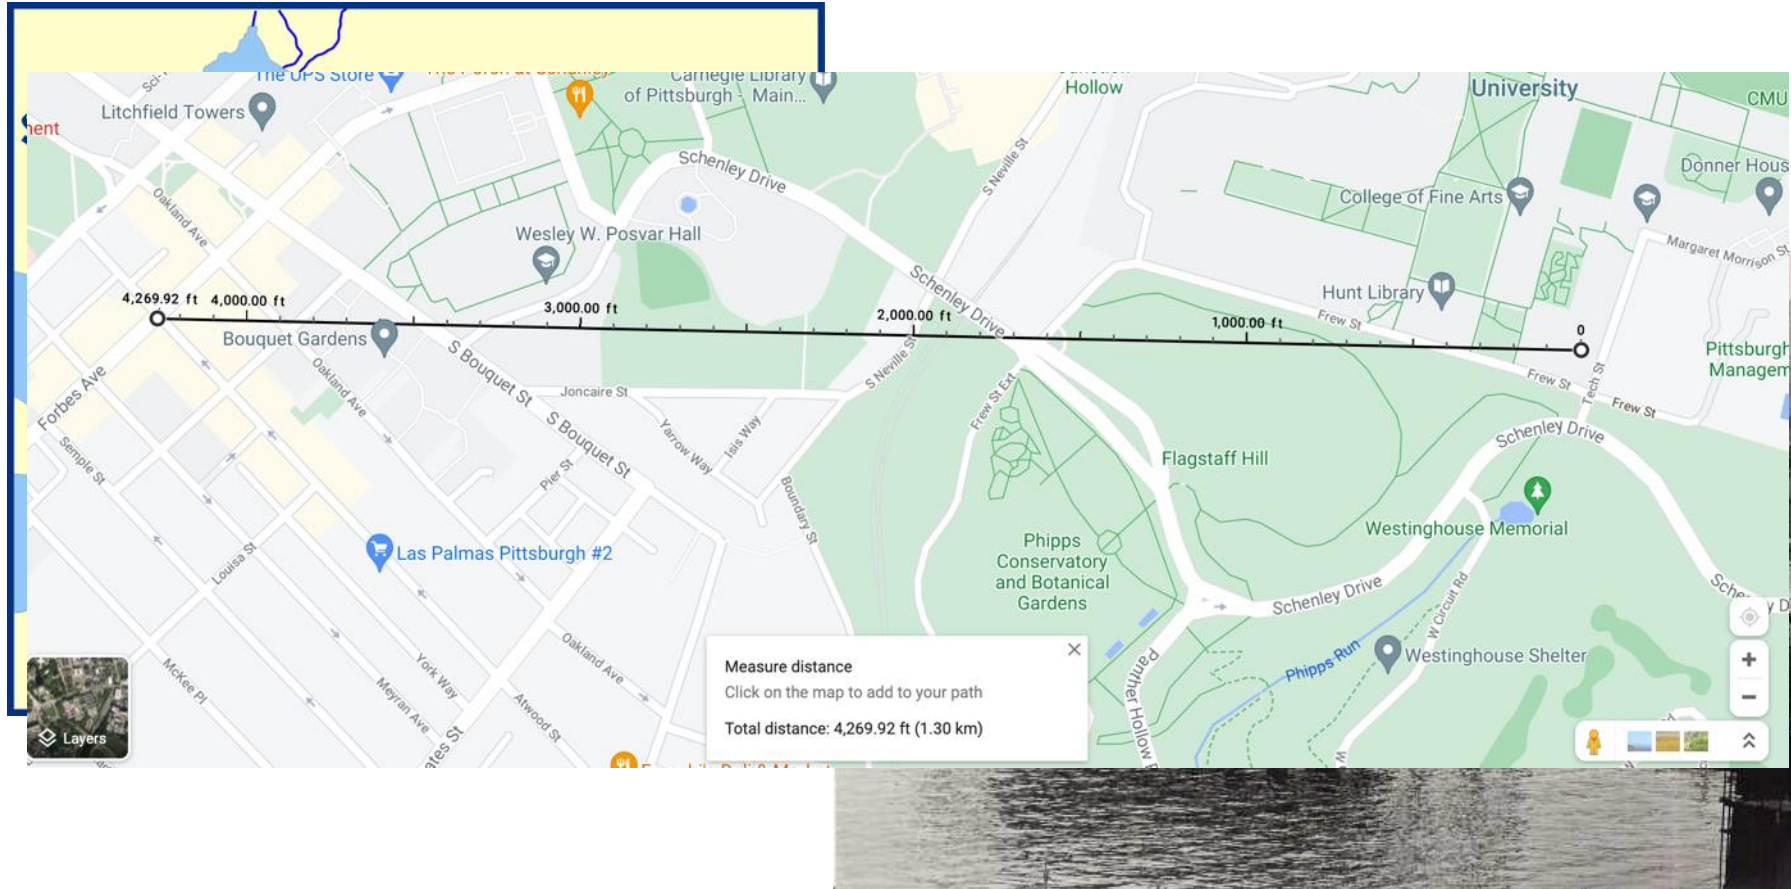 The UPS Store
Carnegie Library
of Pittsburgh - Main...
Hollow
University
CMU
Litchfield Towers
Sci-
nent
Schenley Drive
S Neville St
Donner Hous
College of Fine Arts
Oakland Ave
Wesley W. Posvar Hall
Margaret Morrison St
Schenley Drive
Hunt Library
4,269.92 ft
4,000.00 ft
3,000.00 ft
2,000.00 ft
1,000.00 ft
0
Frew St
Bouquet Gardens
S Neville St
Pittsburgh
Managem
Frew St
Tech St
Frew St
S Bouquet St
Oakland Ave
Joncaire St
Frew St Ext
Forbes Ave
S Bouquet St
Yarrow Way
Isis Way
Schenley Drive
Semple St
Pier St
Flagstaff Hill
Boundary St
Westinghouse Memorial
Las Palmas Pittsburgh #2
Louisa St
Phipps
Conservatory
and Botanical
Gardens
Schenley Drive
W Circuit Rd
Oakland Ave
McKee Pl
York Way
Meyran Ave
Atwood St
Phipps Run
Westinghouse Shelter
Panther Hollow
Measure distance
Click on the map to add to your path
Total distance: 4,269.92 ft (1.30 km)
Layers
ates St